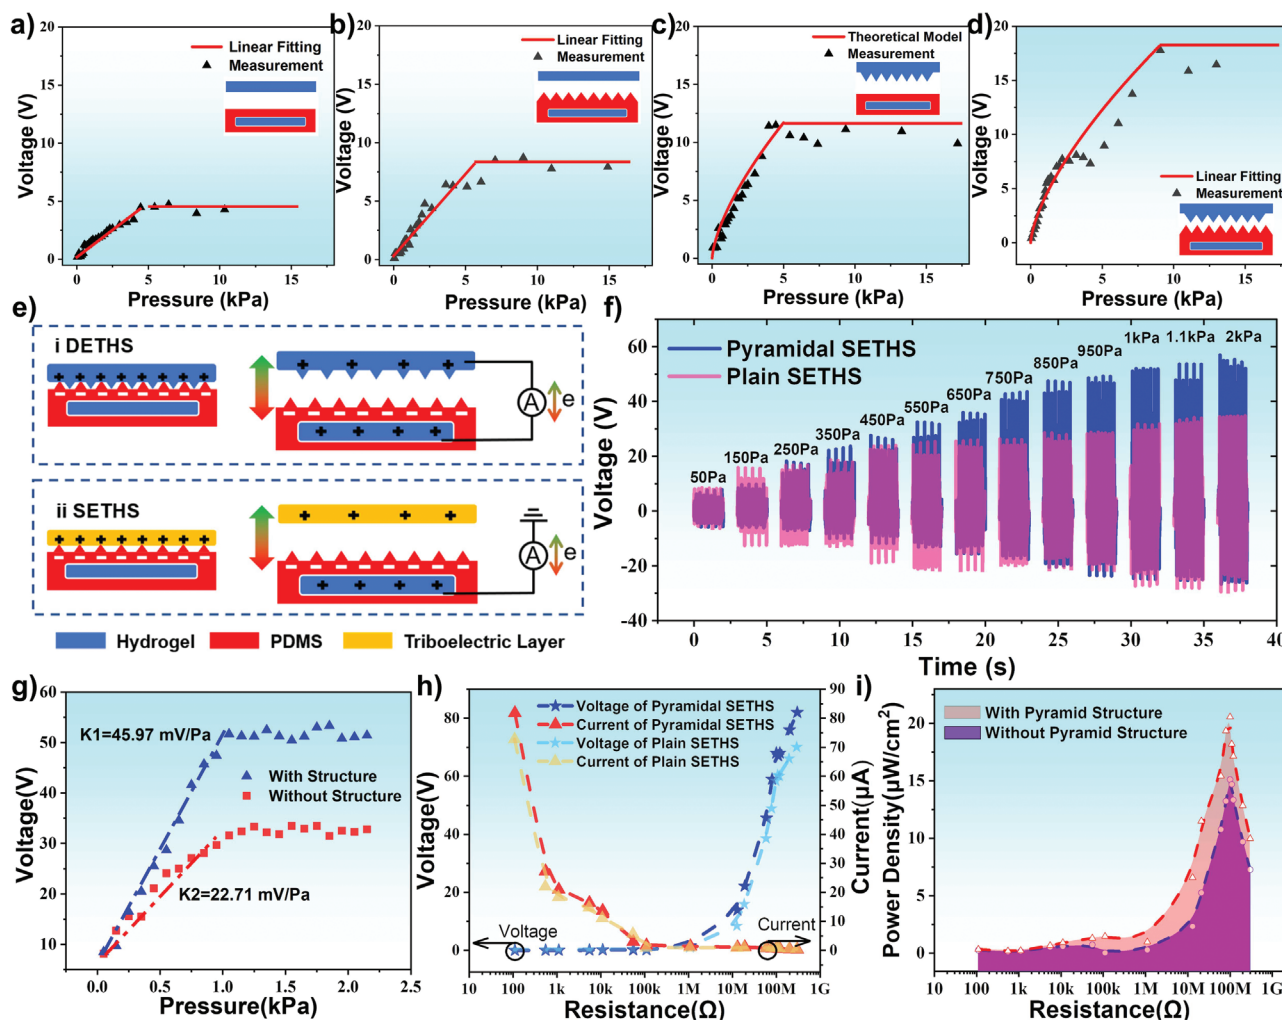 a)
20
15
10
5
0
Voltage (V)
0 5 10 15
Pressure (kPa)
Linear Fitting
Measurement
b)
20
15
10
5
0
Voltage (V)
0 5 10 15
Pressure (kPa)
Linear Fitting
Measurement
c)
20
15
10
5
0
Voltage (V)
0 5 10 15
Pressure (kPa)
Theoretical Model
Measurement
d)
20
15
10
5
0
Voltage (V)
0 5 10 15
Pressure (kPa)
Linear Fitting
Measurement
e)
i DETHS
A
e
ii SETHS
A
e
Hydrogel PDMS Triboelectric Layer
f)
Pyramidal SETHS
Plain SETHS
60
40
20
0
-20
-40
Voltage (V)
50Pa 150Pa 250Pa 350Pa 450Pa 550Pa 650Pa 750Pa 850Pa 950Pa 1kPa 1.1kPa 2kPa
0 5 10 15 20 25 30 35 40
Time (s)
g)
60
50
40
30
20
10
Voltage(V)
K1=45.97 mV/Pa
With Structure
Without Structure
K2=22.71 mV/Pa
0.0 0.5 1.0 1.5 2.0 2.5
Pressure(kPa)
h)
80
60
40
20
0
Voltage(V)
Voltage of Pyramidal SETHS
Current of Pyramidal SETHS
Voltage of Plain SETHS
Current of Plain SETHS
Voltage
Current
90
80
70
60
50
40
30
20
10
0
Current(μA)
10 100 1k 10k 100k 1M 10M 100M 1G
Resistance(Ω)
i)
20
15
10
5
0
Power Density(μW/cm²)
With Pyramid Structure
Without Pyramid Structure
10 100 1k 10k 100k 1M 10M 100M 1G
Resistance(Ω)